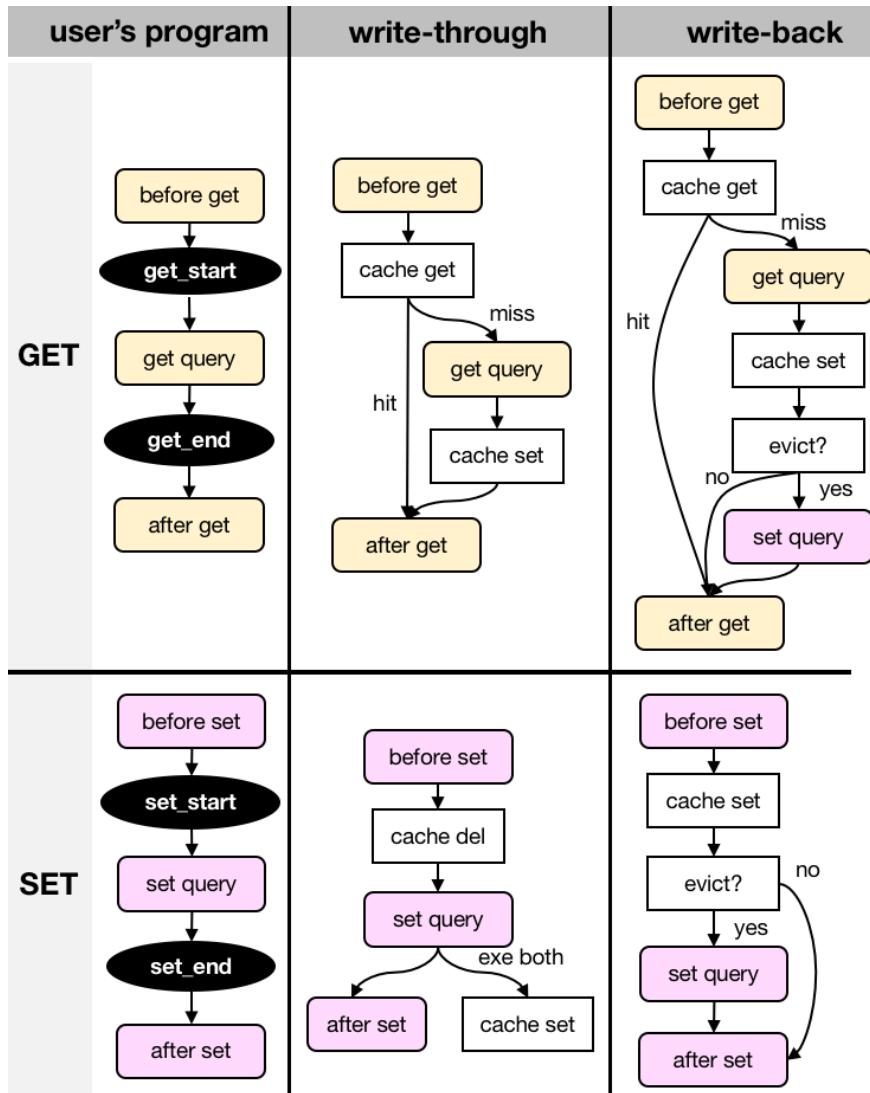 user's program
write-through
write-back
GET
before get
get_start
get query
get_end
after get
before get
cache get
miss
get query
hit
cache set
after get
before get
cache get
miss
get query
hit
cache set
evict?
no
yes
set query
after get
SET
before set
set_start
set query
set_end
after set
before set
cache del
set query
exe both
after set
cache set
before set
cache set
evict?
no
yes
set query
after set